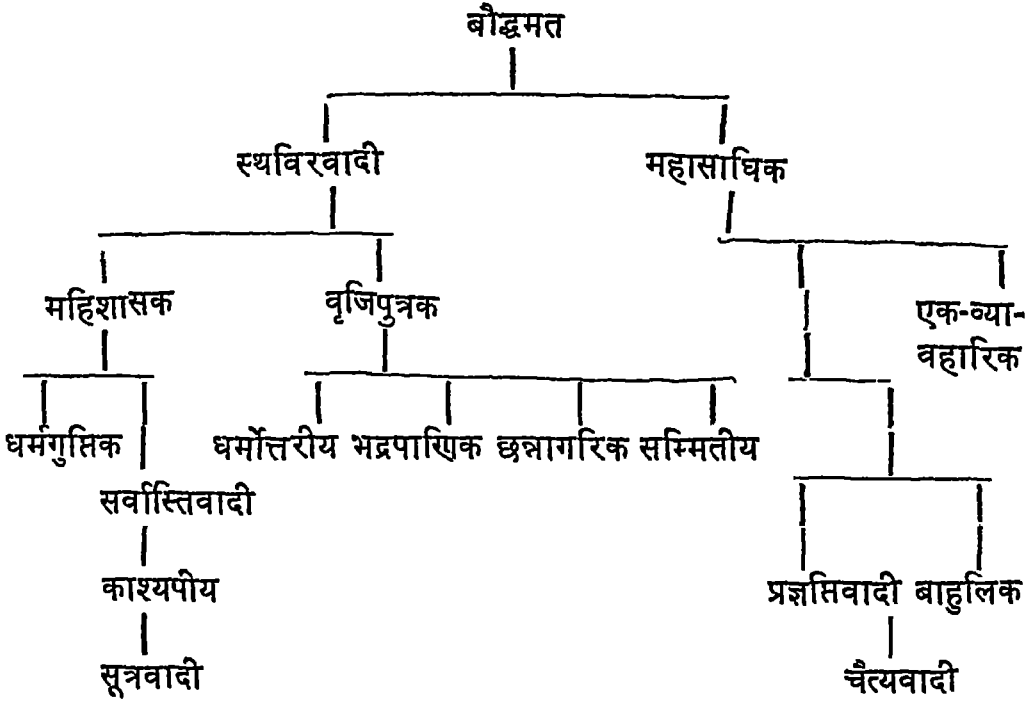 बौद्धमत
स्थविरवादी महासाघिक
महिशासक वृजिपुत्रक एक-व्या-
वहारिक
धर्मगुप्तिक धर्मोत्तरीय भद्रपाणिक छन्नागरिक सम्मितीय
सर्वास्तिवादी
काश्यपीय प्रज्ञप्तिवादी बाहुलिक
सूत्रवादी चैत्यवादी